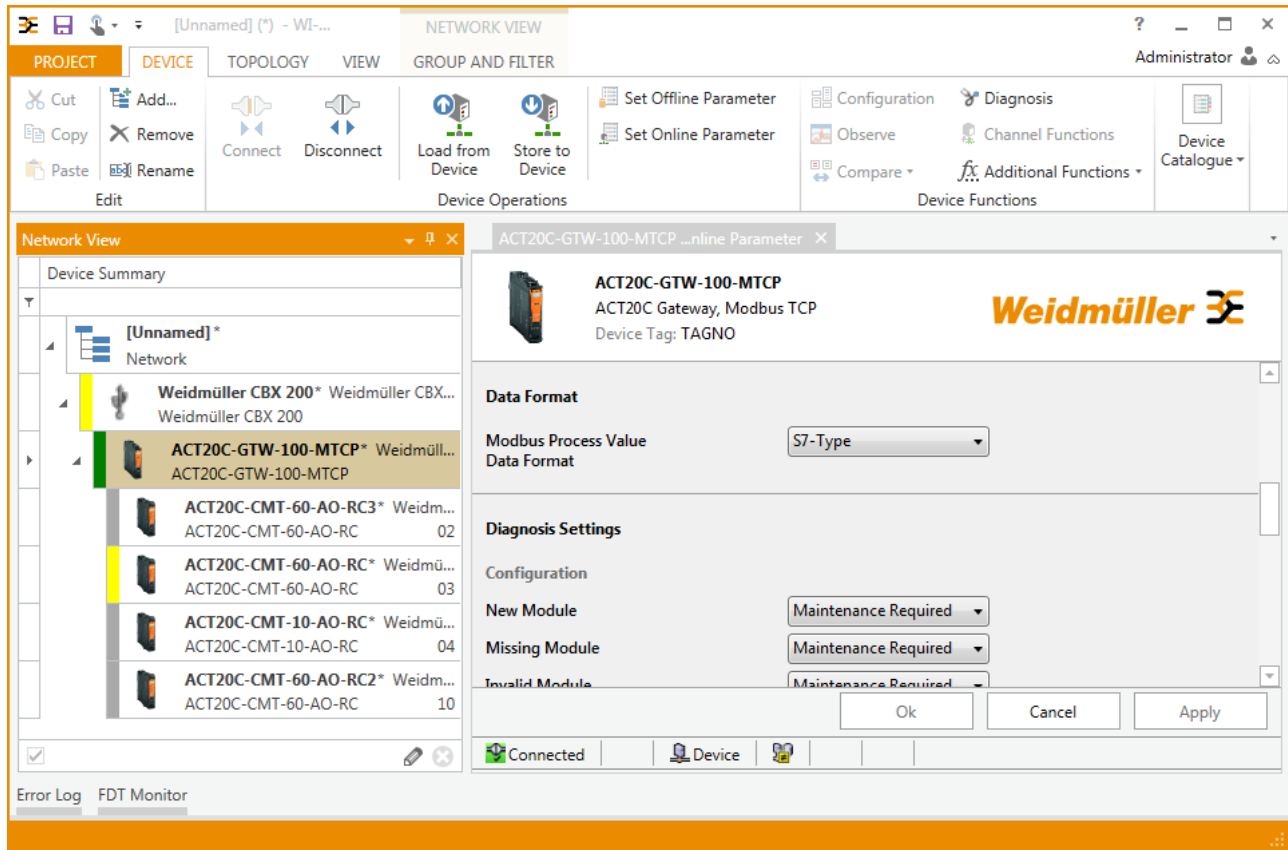 [Unnamed] (*) - WI-...
NETWORK VIEW
?
PROJECT DEVICE TOPOLOGY VIEW GROUP AND FILTER
Administrator
Cut
Copy
Paste
Add...
Remove
Rename
Edit
Connect
Disconnect
Load from
Device
Store to
Device
Set Offline Parameter
Set Online Parameter
Device Operations
Configuration
Observe
Compare
Diagnosis
Channel Functions
fx Additional Functions
Device Functions
Device
Catalogue
Network View
Device Summary
[Unnamed] *
Network
Weidmüller CBX 200* Weidmüller CBX...
Weidmüller CBX 200
ACT20C-GTW-100-MTCP* Weidmüll...
ACT20C-GTW-100-MTCP
ACT20C-CMT-60-AO-RC3* Weidm...
ACT20C-CMT-60-AO-RC 02
ACT20C-CMT-60-AO-RC* Weidmü...
ACT20C-CMT-60-AO-RC 03
ACT20C-CMT-10-AO-RC* Weidmü...
ACT20C-CMT-10-AO-RC 04
ACT20C-CMT-60-AO-RC2* Weidm...
ACT20C-CMT-60-AO-RC 10
ACT20C-GTW-100-MTCP ...nline Parameter
ACT20C-GTW-100-MTCP
ACT20C Gateway, Modbus TCP
Device Tag: TAGNO
Weidmüller
Data Format
Modbus Process Value
Data Format
S7-Type
Diagnosis Settings
Configuration
New Module Maintenance Required
Missing Module Maintenance Required
Invalid Module Maintenance Required
Ok Cancel Apply
Connected Device
Error Log FDT Monitor